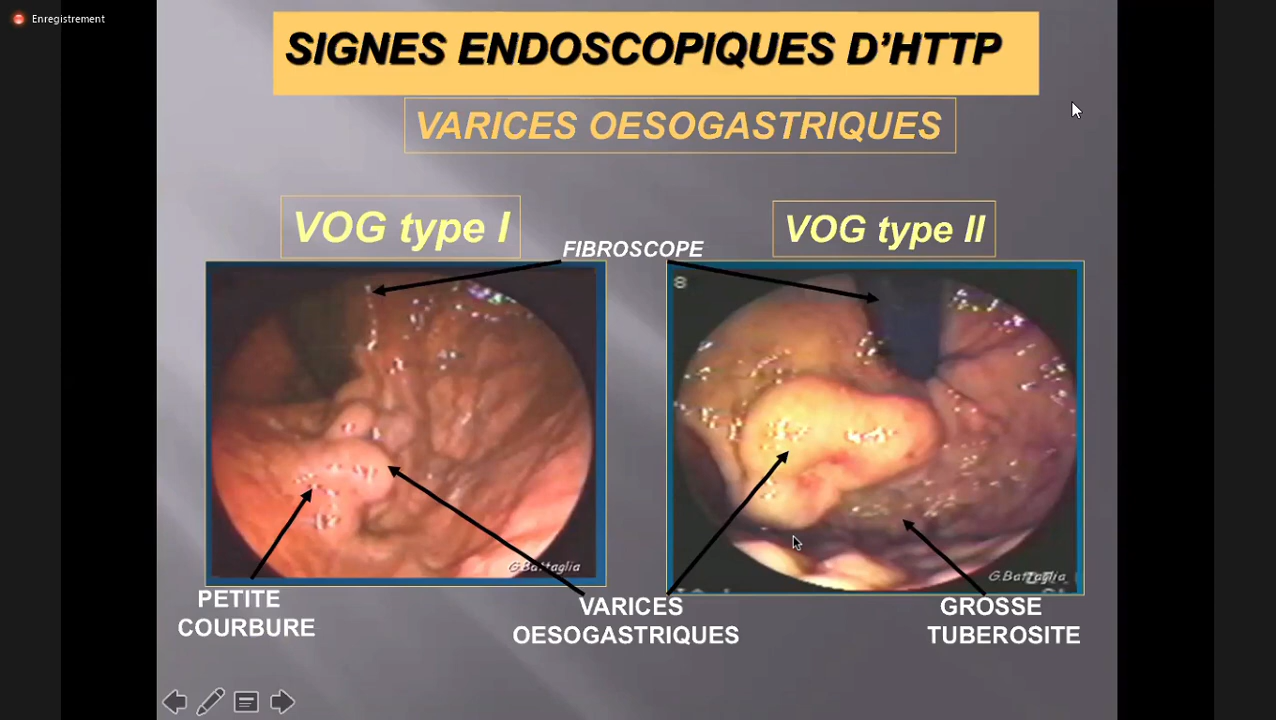 Enregistrement
SIGNES ENDOSCOPIQUES D'HTTP
VARICES OESOGASTRIQUES
VOG type I
VOG type II
FIBROSCOPE
8
G.Battaglia
G.Battaglia
PETITE
COURBURE
VARICES
OESOGASTRIQUES
GROSSE
TUBEROSITE